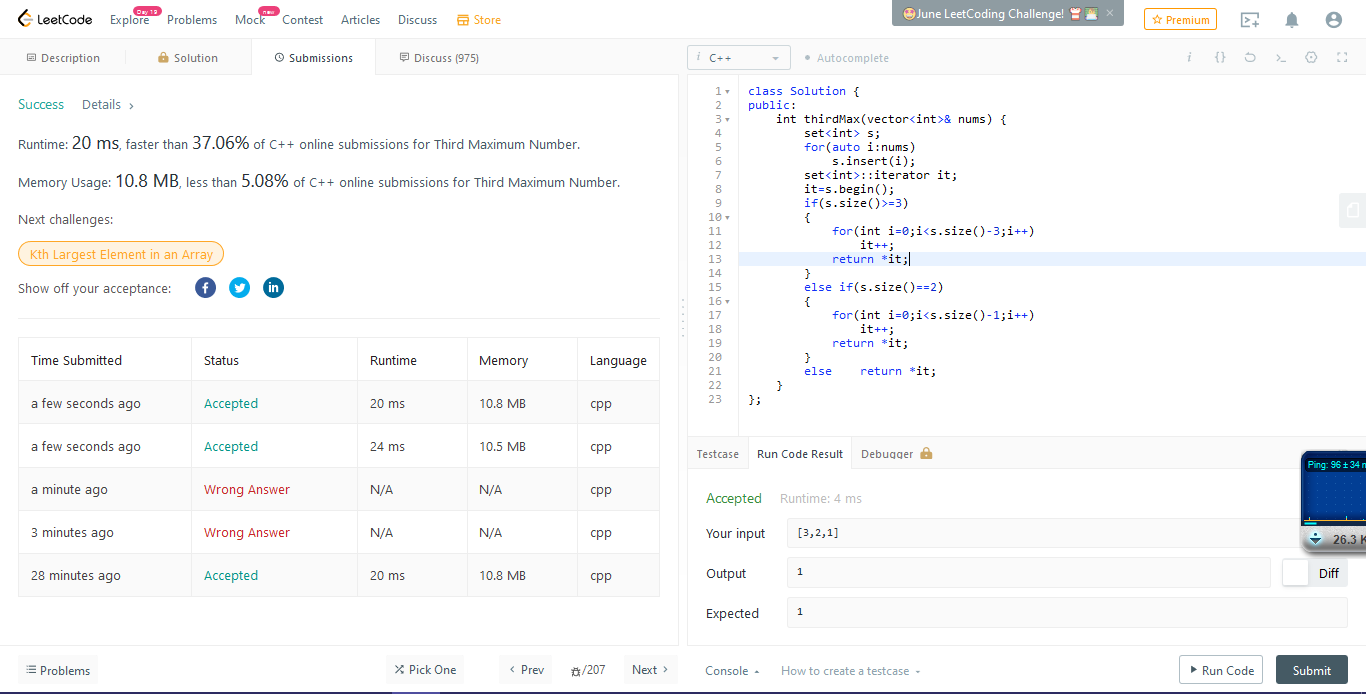 LeetCode
Explore Day 19 Problems Mock new Contest Articles Discuss Store
June LeetCoding Challenge! ×
Premium
Description Solution Submissions Discuss (975)
Success Details ›
Runtime: 20 ms, faster than 37.06% of C++ online submissions for Third Maximum Number.
Memory Usage: 10.8 MB, less than 5.08% of C++ online submissions for Third Maximum Number.
Next challenges:
Kth Largest Element in an Array
Show off your acceptance:
Time Submitted Status Runtime Memory Language
a few seconds ago Accepted 20 ms 10.8 MB cpp
a few seconds ago Accepted 24 ms 10.5 MB cpp
a minute ago Wrong Answer N/A N/A cpp
3 minutes ago Wrong Answer N/A N/A cpp
28 minutes ago Accepted 20 ms 10.8 MB cpp
Problems Pick One ‹ Prev /207 Next ›
i C++ Autocomplete
1 class Solution {
2 public:
3 int thirdMax(vector<int>& nums) {
4 set<int> s;
5 for(auto i:nums)
6 s.insert(i);
7 set<int>::iterator it;
8 it=s.begin();
9 if(s.size()>=3)
10 {
11 for(int i=0;i<s.size()-3;i++)
12 it++;
13 return *it;
14 }
15 else if(s.size()==2)
16 {
17 for(int i=0;i<s.size()-1;i++)
18 it++;
19 return *it;
20 }
21 else return *it;
22 }
23 };
Testcase Run Code Result Debugger
Accepted Runtime: 4 ms
Your input [3,2,1]
Output 1 Diff
Expected 1
Ping: 96 ± 34 m
26.3 K
Console How to create a testcase Run Code Submit